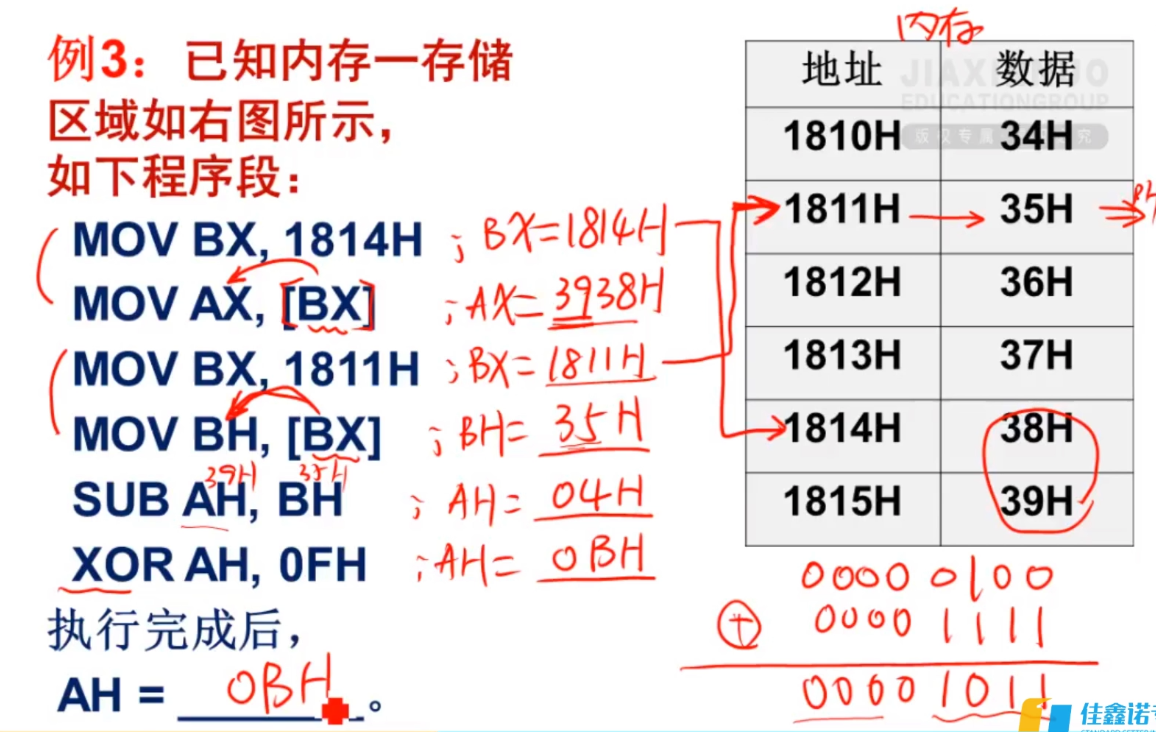 例3：已知内存一存储
区域如右图所示，
如下程序段：
MOV BX, 1814H ；BX=1814H
MOV AX, [BX] ；AX=3938H
MOV BX, 1811H ；BX=1811H
MOV BH, [BX] ；BH=35H
39H 35H
SUB AH, BH ；AH=04H
XOR AH, 0FH ；AH=0BH
执行完成后，
AH = 0BH 。
内存
地址 数据
1810H 34H
1811H 35H
1812H 36H
1813H 37H
1814H 38H
1815H 39H
0000 0100
⊕ 0000 1111
0000 1011
EDUCATIONGROUP
佳鑫诺